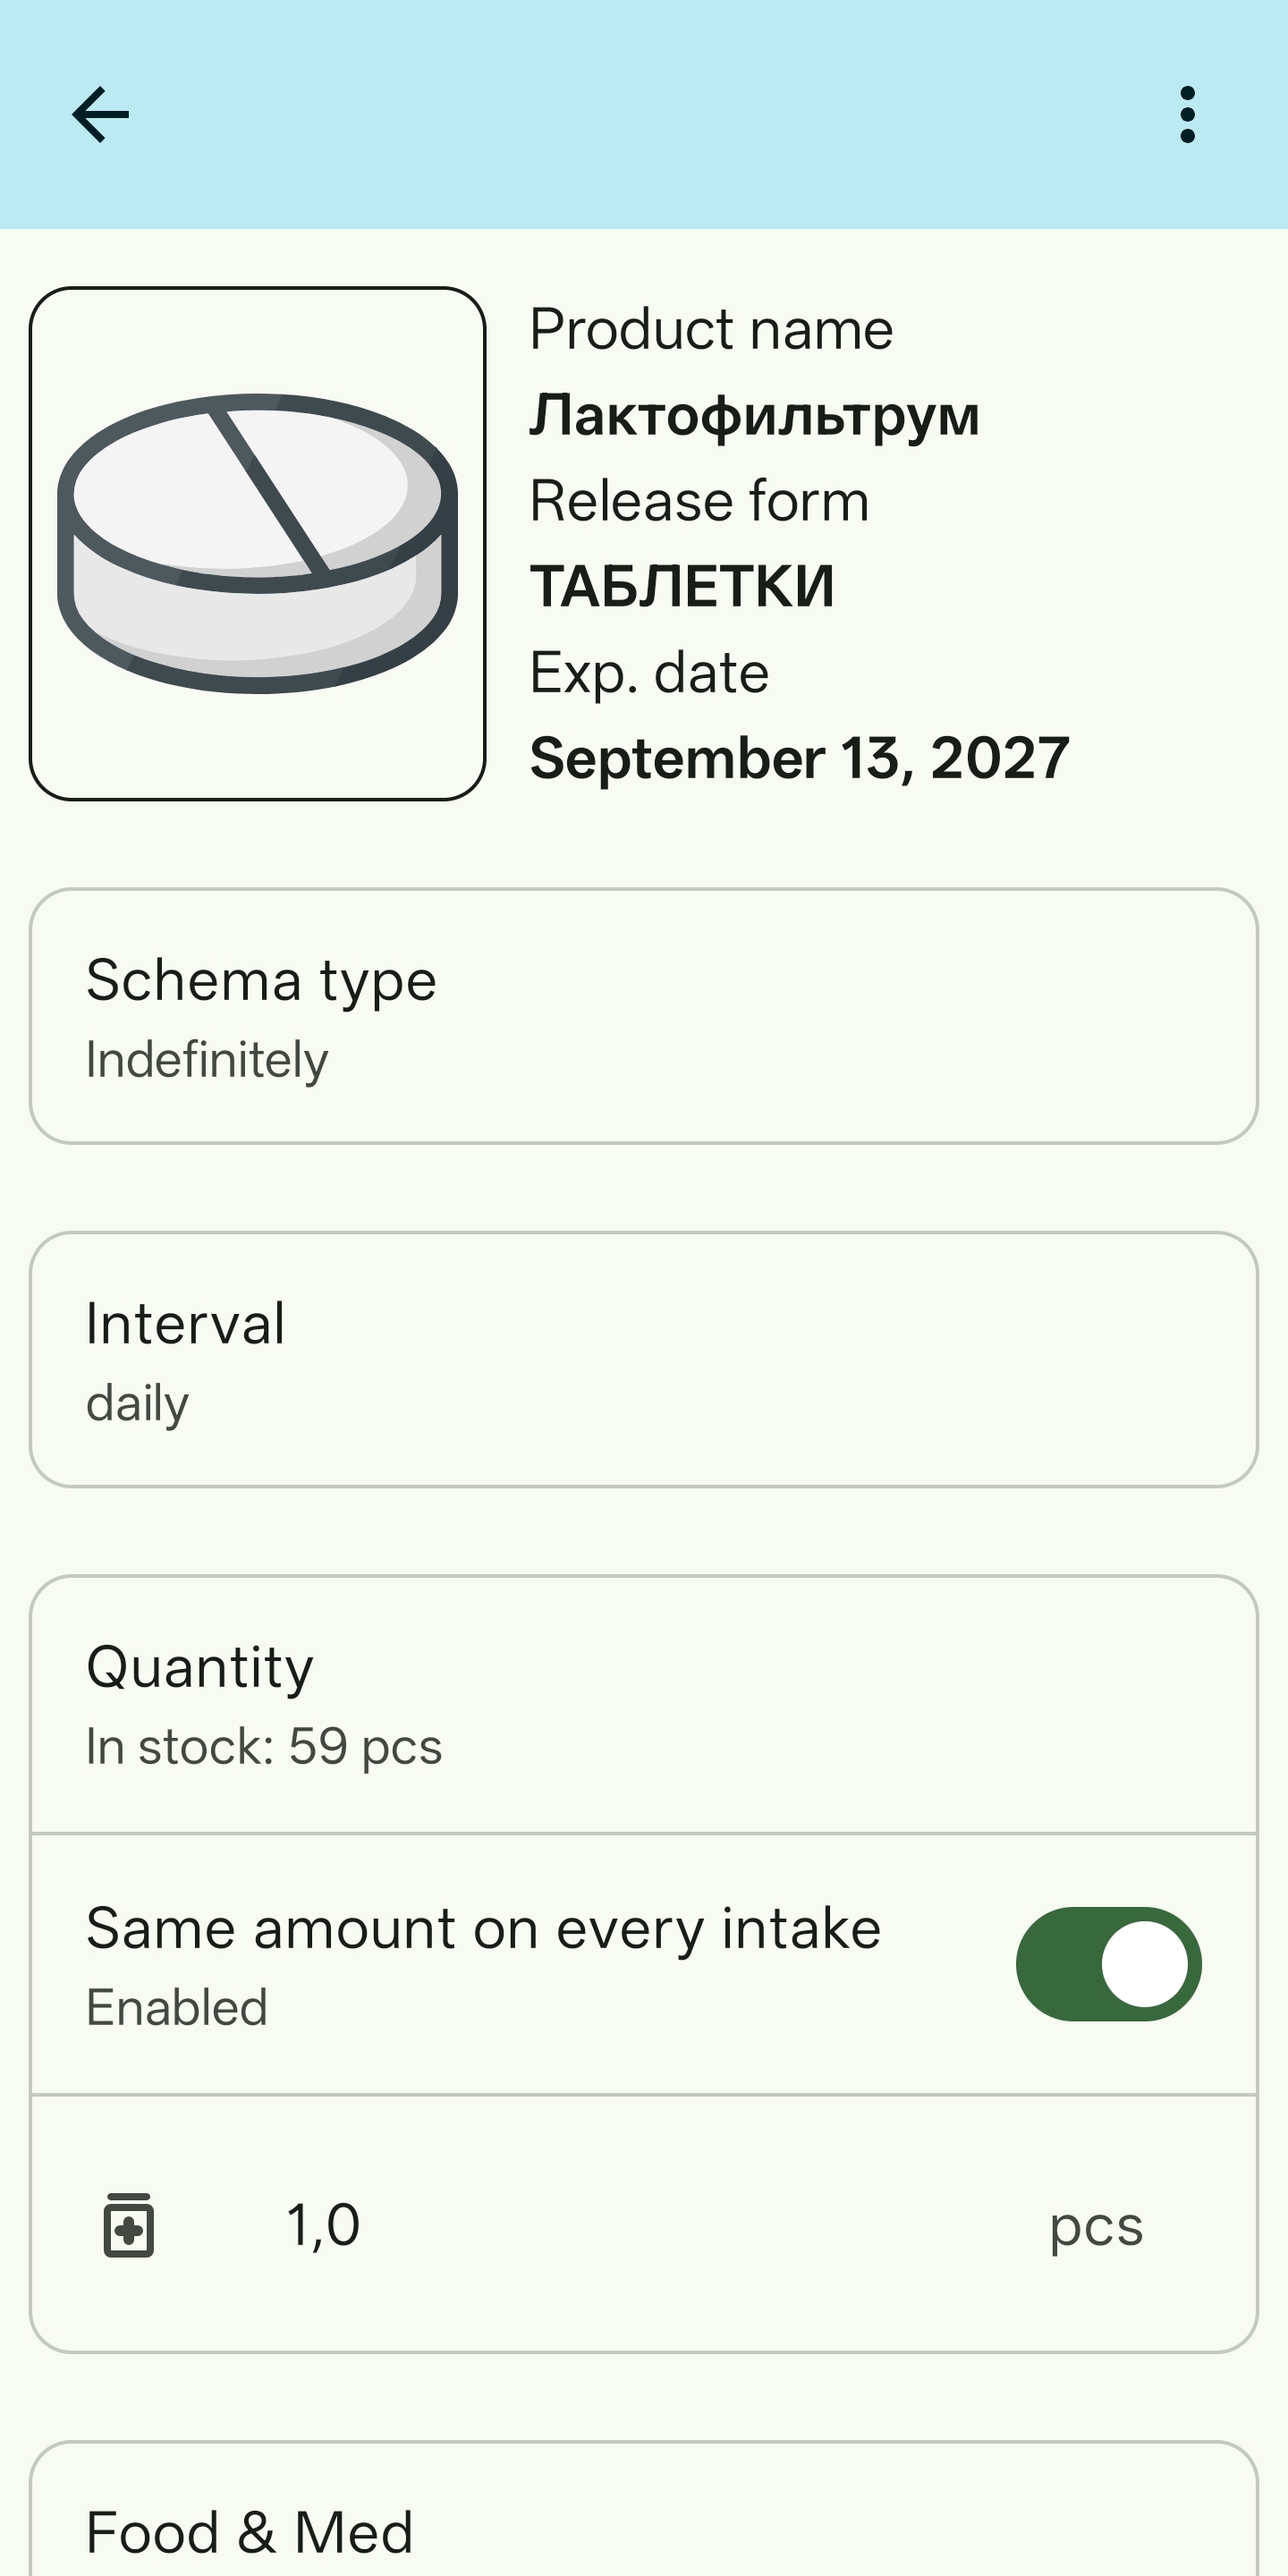 Product name
Лактофильтрум
Release form
ТАБЛЕТКИ
Exp. date
September 13, 2027
Schema type
Indefinitely
Interval
daily
Quantity
In stock: 59 pcs
Same amount on every intake
Enabled
1,0 pcs
Food & Med